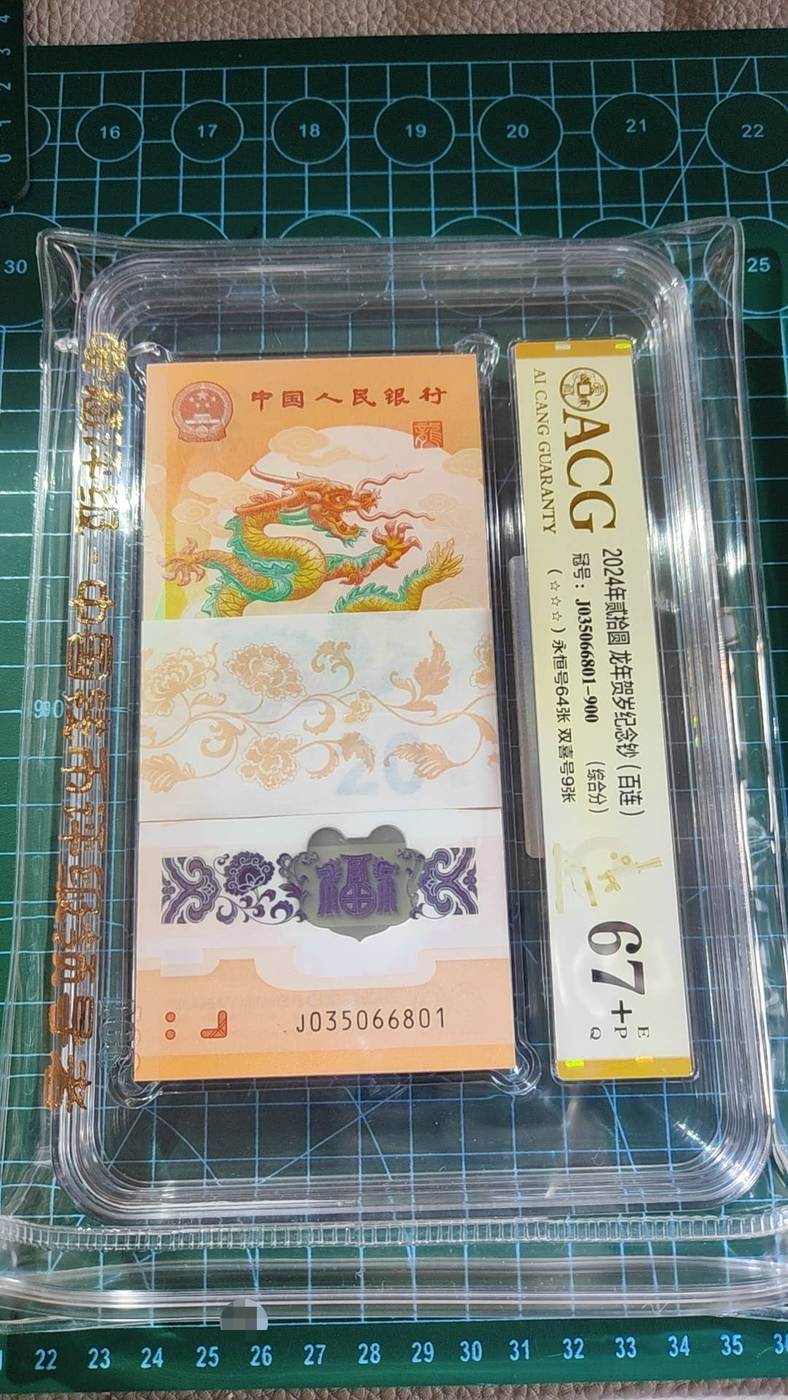 16 17 18 19 20 21 22
30
25
中国人民银行
龍
20
福
J035066801
ACG
AI CANG GUARANTY
2024年贰拾圆 龙年贺岁纪念钞（百连）
冠号：J035066801-900 （综合分）
（☆☆☆）永恒号64张 双喜号9张
67+
E
P
Q
爱藏评级·中国钱币评级领导者
22 23 24 25 26 27 28 29 30 31 32 33 34 35